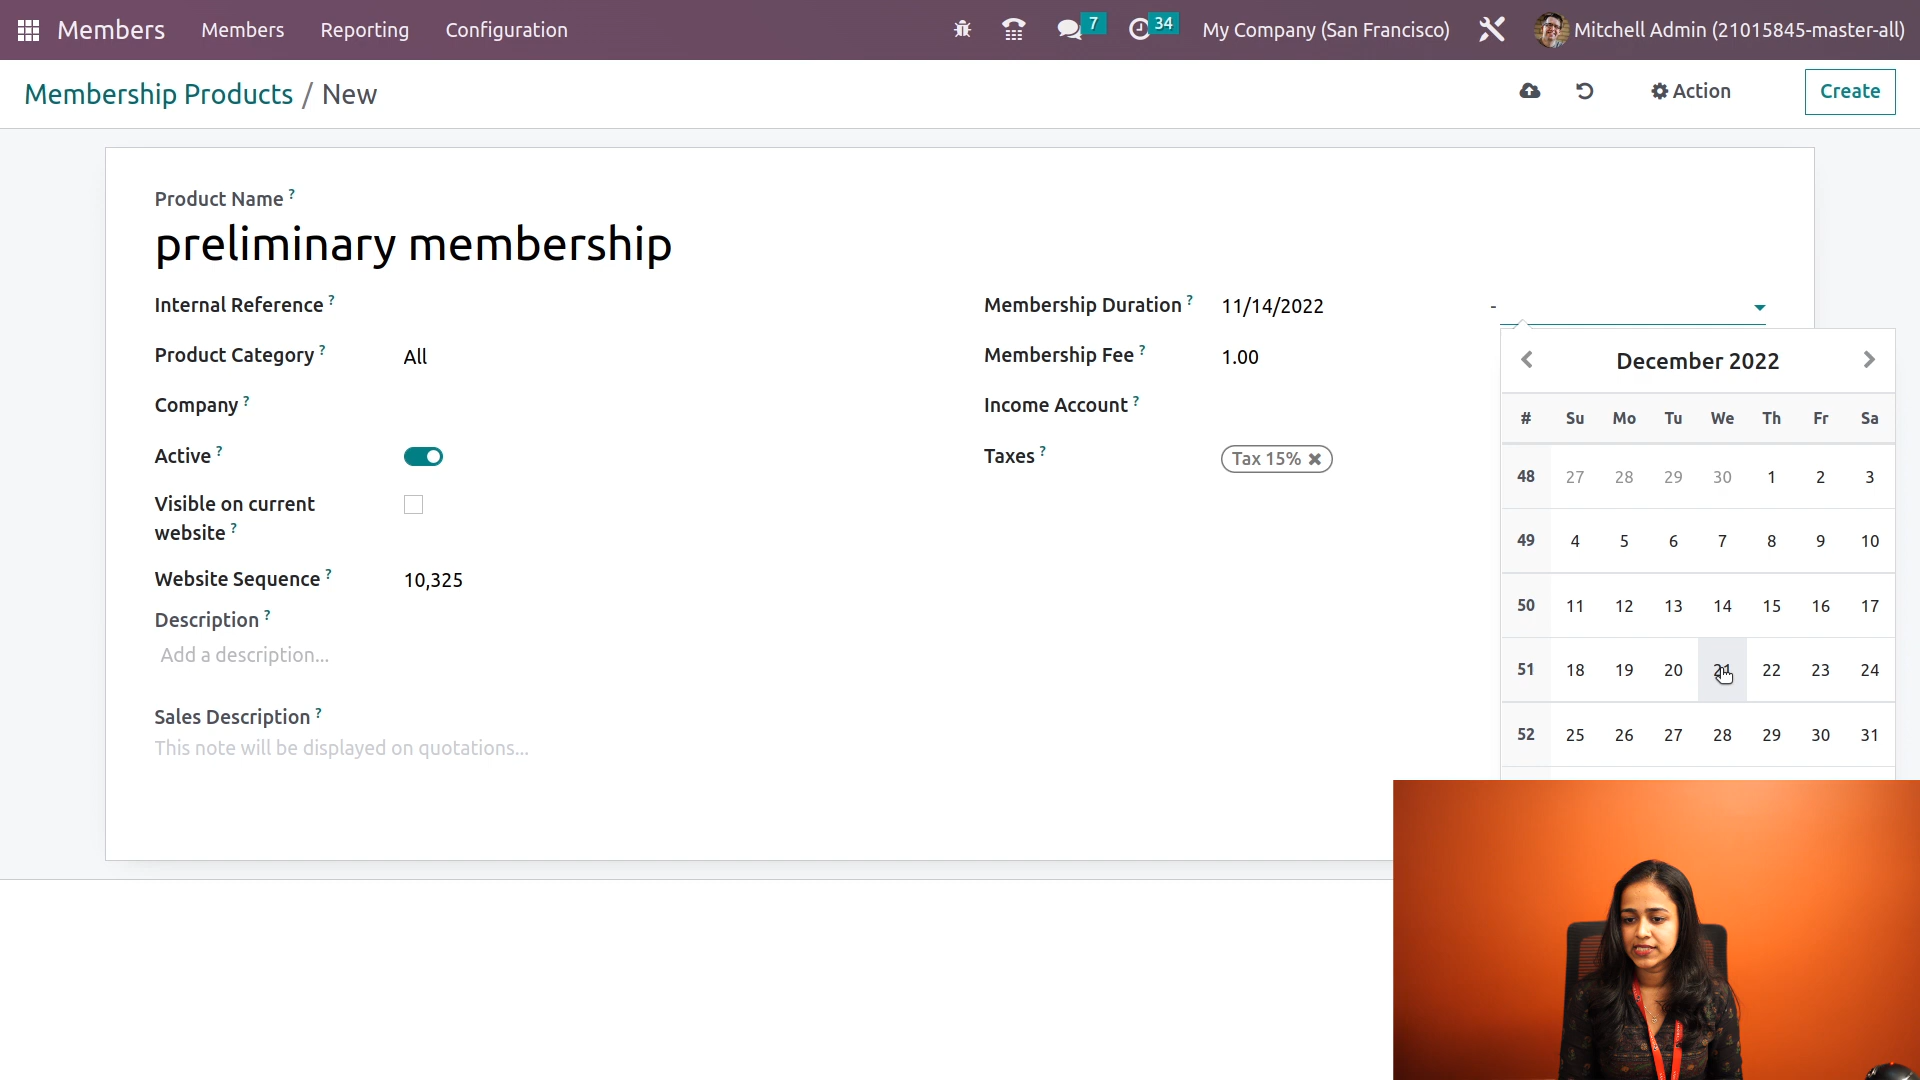 Members Members Reporting Configuration 7 34 My Company (San Francisco) Mitchell Admin (21015845-master-all)
Membership Products / New Action Create
Product Name ?
preliminary membership
Internal Reference ? Membership Duration ? 11/14/2022 -
Product Category ? All Membership Fee ? 1.00
Company ? Income Account ?
Active ? Taxes ? Tax 15% ✖
Visible on current
website ?
Website Sequence ? 10,325
Description ?
Add a description...
Sales Description ?
This note will be displayed on quotations...
December 2022
# Su Mo Tu We Th Fr Sa
48 27 28 29 30 1 2 3
49 4 5 6 7 8 9 10
50 11 12 13 14 15 16 17
51 18 19 20 21 22 23 24
52 25 26 27 28 29 30 31